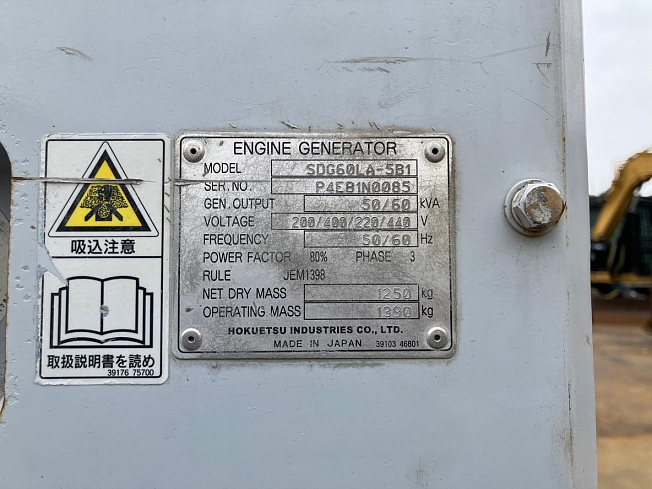 吸込注意
取扱説明書を読め
39176 75700
ENGINE GENERATOR
MODEL SDG60LA-5B1
SER.NO. P4EB1N0085
GEN.OUTPUT 50/60 kVA
VOLTAGE 200/400/220/440 V
FREQUENCY 50/60 Hz
POWER FACTOR 80% PHASE 3
RULE JEM1398
NET DRY MASS 1250 kg
OPERATING MASS 1390 kg
HOKUETSU INDUSTRIES CO., LTD.
MADE IN JAPAN 39103 46801